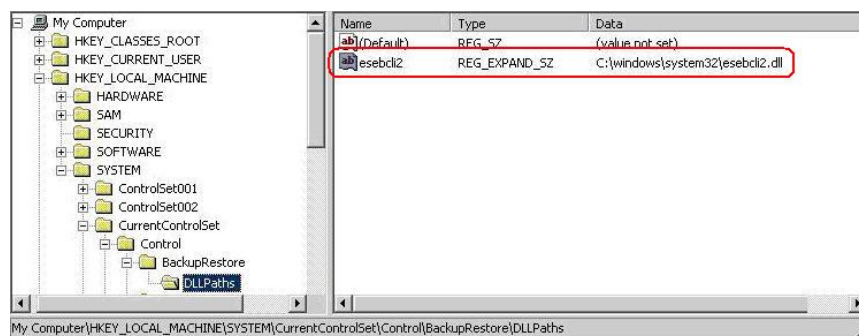 My Computer
HKEY_CLASSES_ROOT
HKEY_CURRENT_USER
HKEY_LOCAL_MACHINE
HARDWARE
SAM
SECURITY
SOFTWARE
SYSTEM
ControlSet001
ControlSet002
CurrentControlSet
Control
BackupRestore
DLLPaths
Name Type Data
(Default) REG_SZ (value not set)
esebcli2 REG_EXPAND_SZ C:\windows\system32\esebcli2.dll
My Computer\HKEY_LOCAL_MACHINE\SYSTEM\CurrentControlSet\Control\BackupRestore\DLLPaths